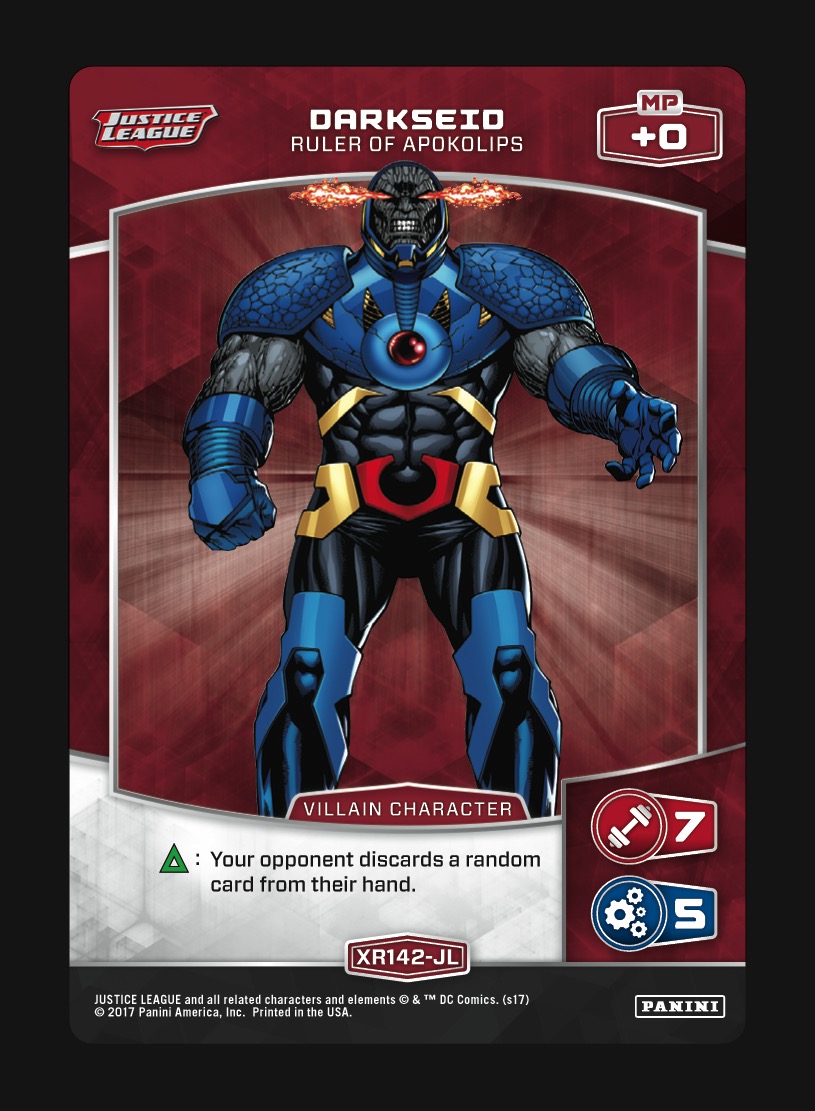 JUSTICE
LEAGUE
DARKSEID
RULER OF APOKOLIPS
MP
+0
VILLAIN CHARACTER
: Your opponent discards a random
card from their hand.
7
5
XR142-JL
JUSTICE LEAGUE and all related characters and elements © & ™ DC Comics. (s17)
© 2017 Panini America, Inc. Printed in the USA.
PANINI